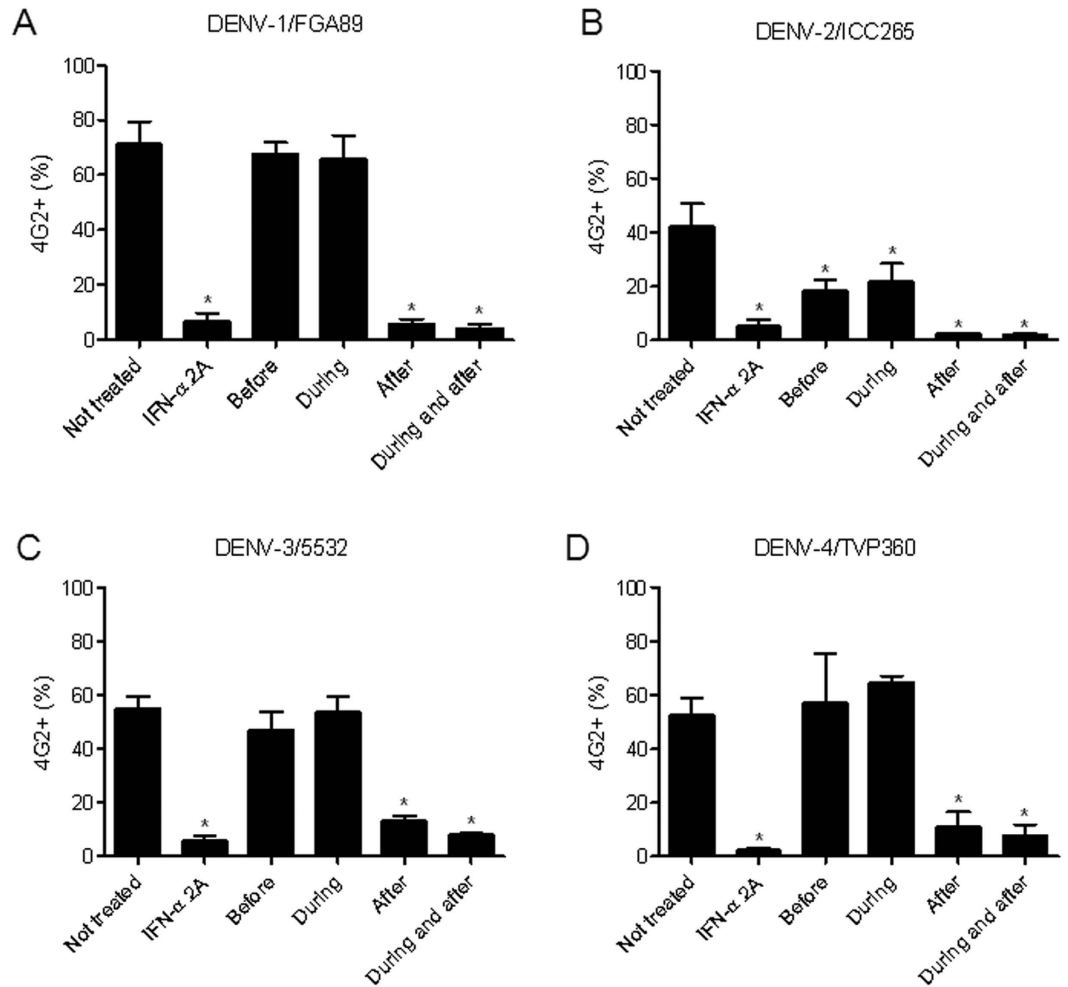 A
DENV-1/FGA89
100
80
60
40
20
0
4G2+ (%)
*
*
*
Not treated
IFN-α 2A
Before
During
After
During and after
B
DENV-2/ICC265
100
80
60
40
20
0
4G2+ (%)
*
*
*
*
*
Not treated
IFN-α 2A
Before
During
After
During and after
C
DENV-3/5532
100
80
60
40
20
0
4G2+ (%)
*
*
*
Not treated
IFN-α 2A
Before
During
After
During and after
D
DENV-4/TVP360
100
80
60
40
20
0
4G2+ (%)
*
*
*
Not treated
IFN-α 2A
Before
During
After
During and after